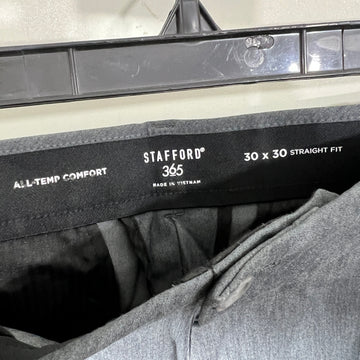 ALL-TEMP COMFORT
STAFFORD®
365
MADE IN VIETNAM
30 x 30 STRAIGHT FIT